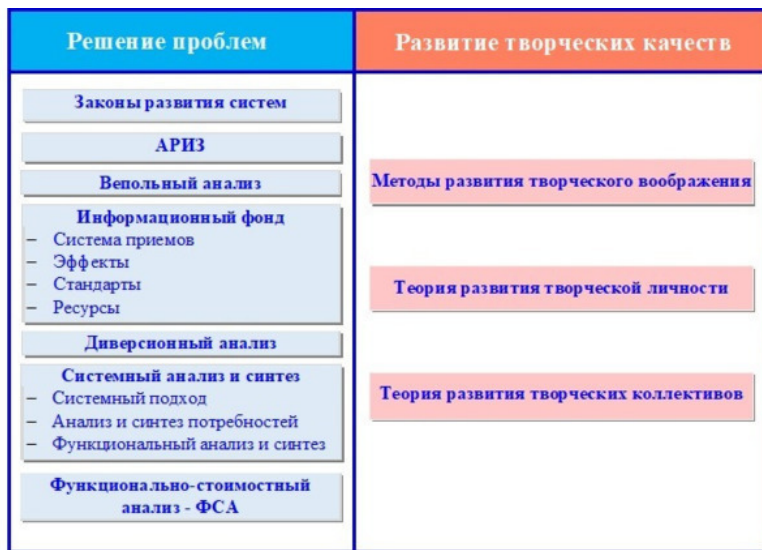 Решение проблем
Законы развития систем
АРИЗ
Вепольный анализ
Информационный фонд
– Система приемов
– Эффекты
– Стандарты
– Ресурсы
Диверсионный анализ
Системный анализ и синтез
– Системный подход
– Анализ и синтез потребностей
– Функциональный анализ и синтез
Функционально-стоимостный
анализ - ФСА
Развитие творческих качеств
Методы развития творческого воображения
Теория развития творческой личности
Теория развития творческих коллективов